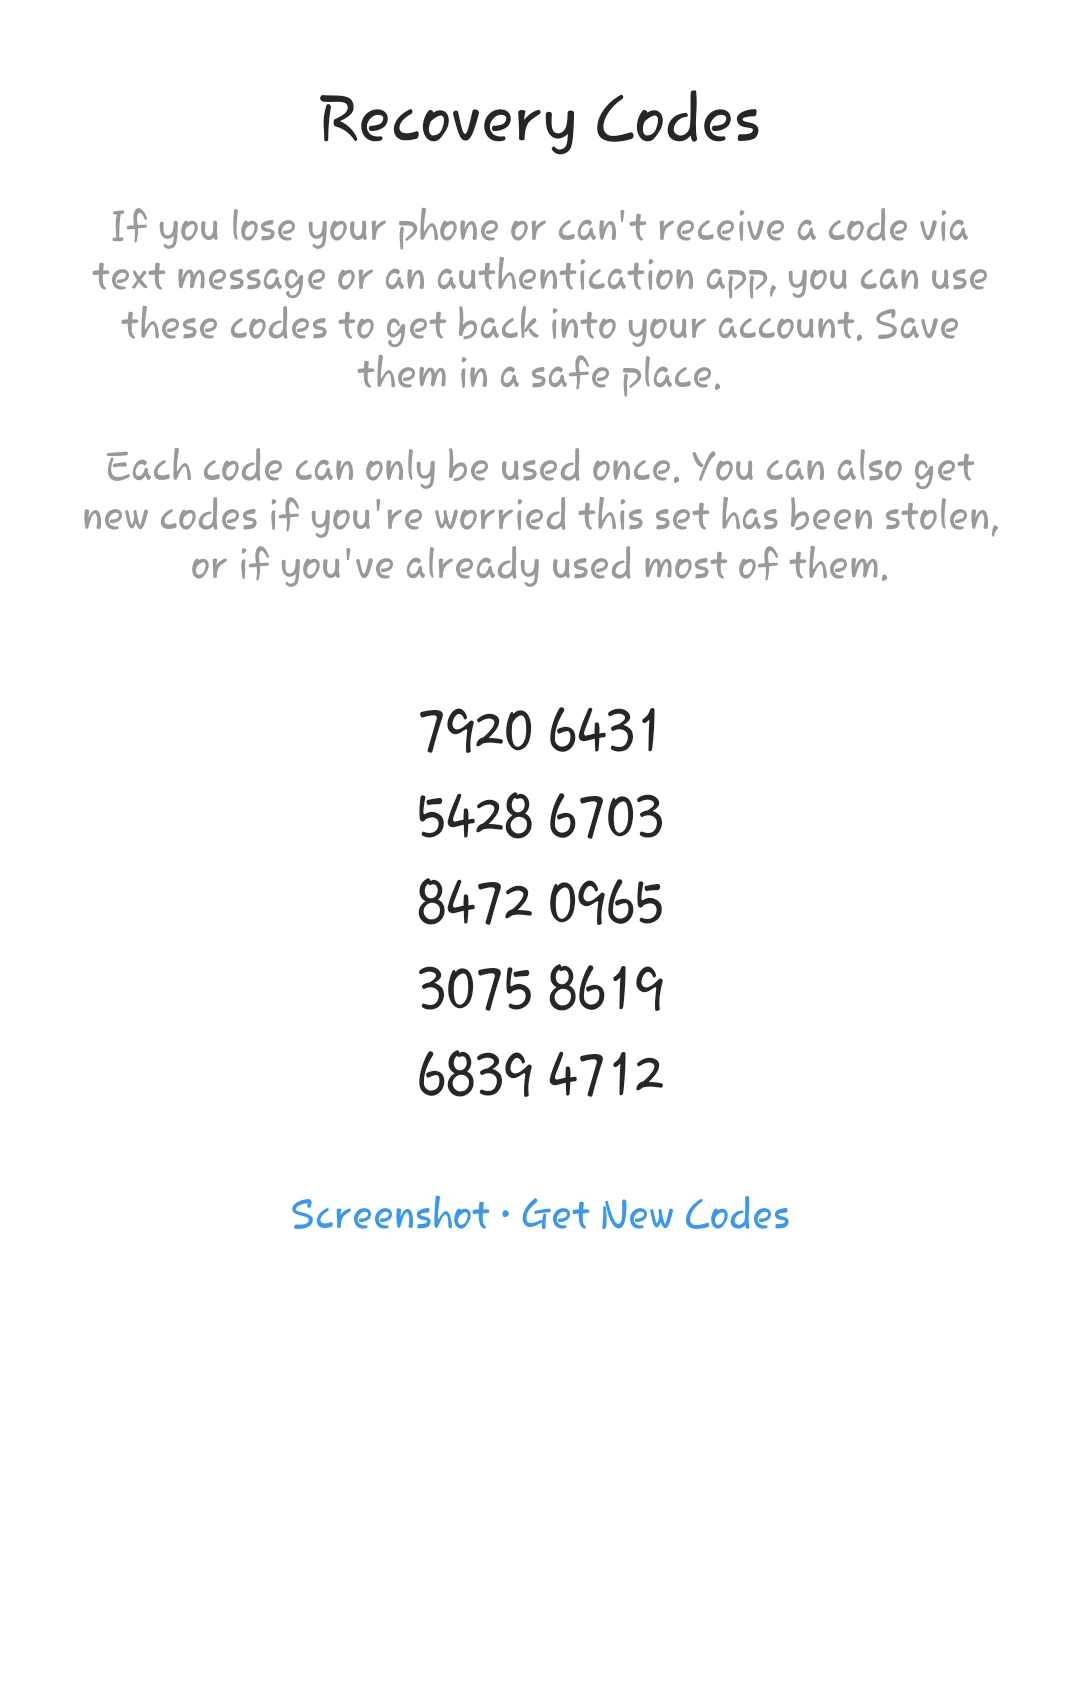 Recovery Codes
If you lose your phone or can't receive a code via
text message or an authentication app, you can use
these codes to get back into your account. Save
them in a safe place.
Each code can only be used once. You can also get
new codes if you're worried this set has been stolen,
or if you've already used most of them.
7920 6431
5428 6703
8472 0965
3075 8619
6839 4712
Screenshot · Get New Codes